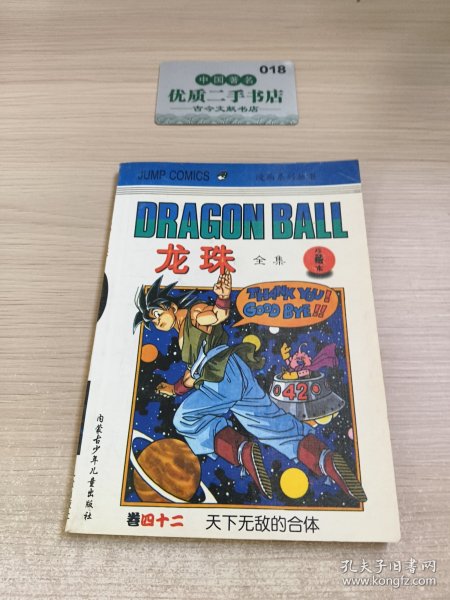 018
中国著名
优质二手书店
古今文献书店
JUMP COMICS
漫画系列丛书
DRAGON BALL
龙珠
全集
珍藏本
THANK YOU!
GOOD BYE!!
042
内蒙古少年儿童出版社
卷四十二
天下无敌的合体
孔夫子旧书网
www.kongfz.com